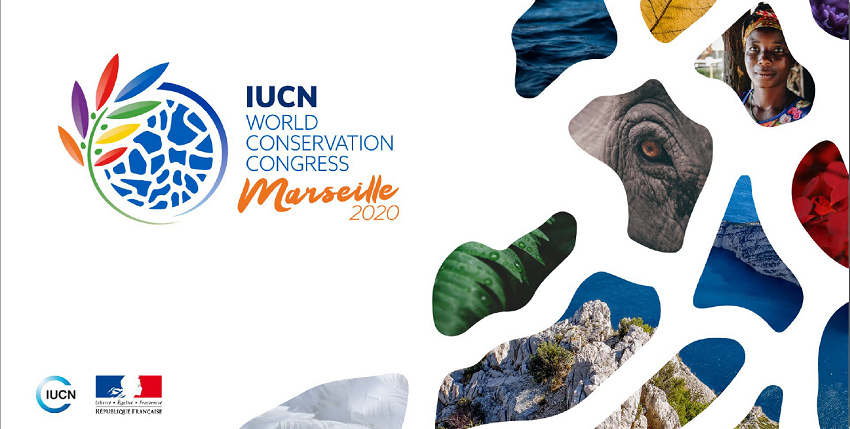 IUCN
WORLD
CONSERVATION
CONGRESS
Marseille
2020
IUCN
Liberté • Égalité • Fraternité
RÉPUBLIQUE FRANÇAISE